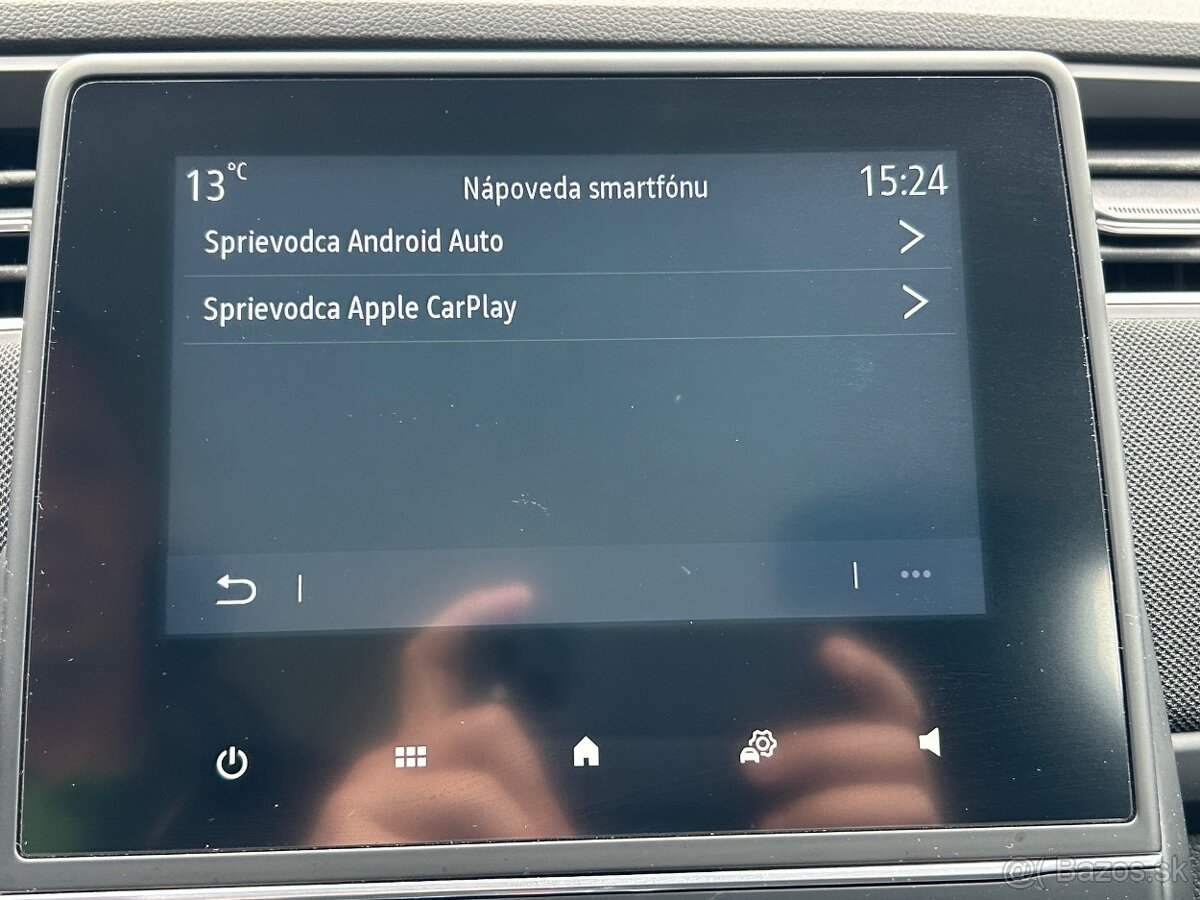 13°C
Nápoveda smartfónu
15:24
Sprievodca Android Auto
Sprievodca Apple CarPlay
Bazos.sk